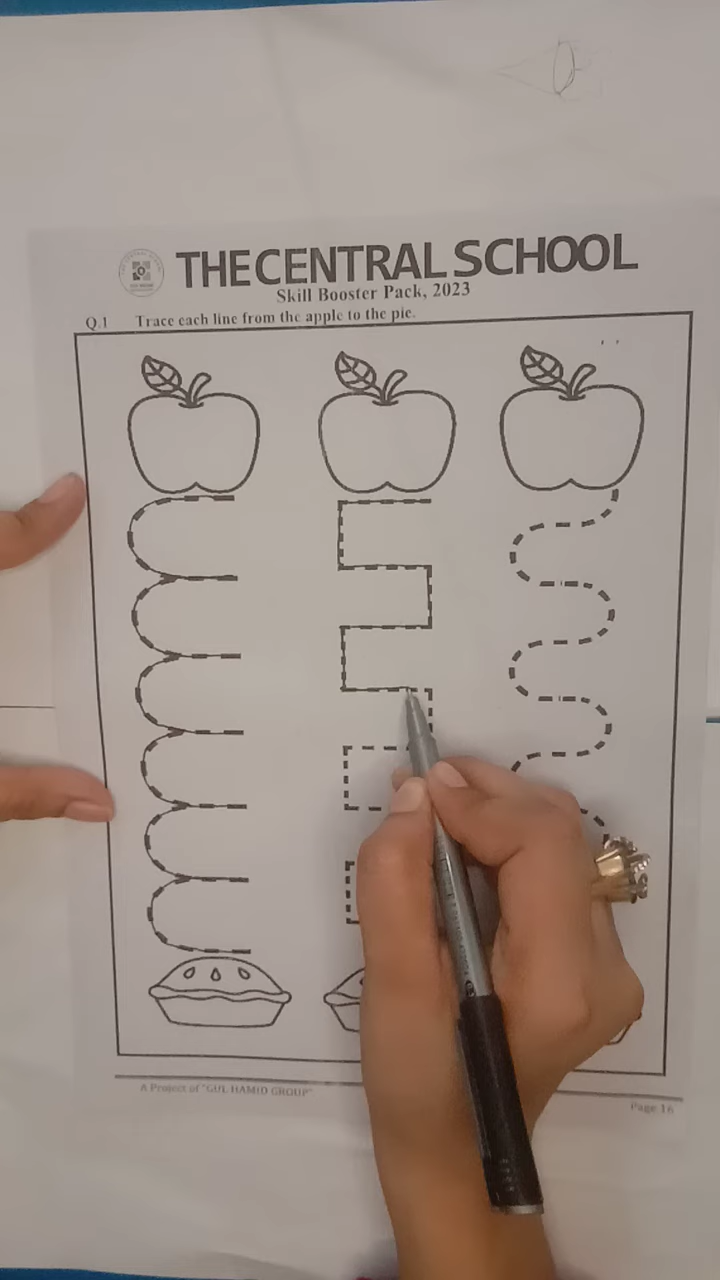 THE CENTRAL SCHOOL
Skill Booster Pack, 2023
Q.1 Trace each line from the apple to the pie.
A Project of "GUL HAMID GROUP"
Page 16